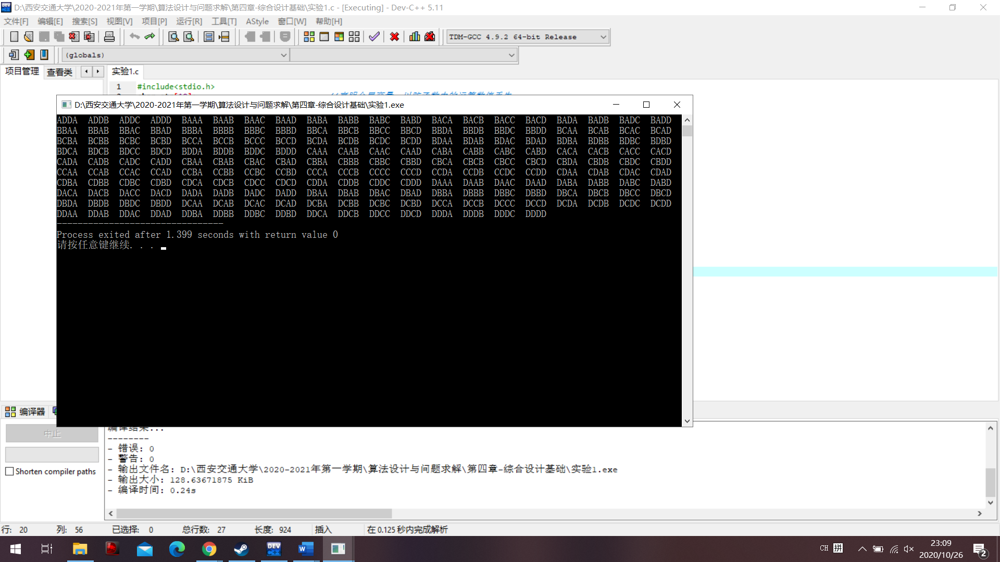 D:\西安交通大学\2020-2021年第一学期\算法设计与问题求解\第四章-综合设计基础\实验1.c - [Executing] - Dev-C++ 5.11
文件[F] 编辑[E] 搜索[S] 视图[V] 项目[P] 运行[R] 工具[T] AStyle 窗口[W] 帮助[H]
TDM-GCC 4.9.2 64-bit Release
(globals)
项目管理 查看类 实验1.c
1 #include<stdio.h>
D:\西安交通大学\2020-2021年第一学期\算法设计与问题求解\第四章-综合设计基础\实验1.exe
ADDA ADDB ADDC ADDD BAAA BAAB BAAC BAAD BABA BABB BABC BABD BACA BACB BACC BACD BADA BADB BADC BADD
BBAA BBAB BBAC BBAD BBBA BBBB BBBC BBBD BBCA BBCB BBCC BBCD BBDA BBDB BBDC BBDD BCAA BCAB BCAC BCAD
BCBA BCBB BCBC BCBD BCCA BCCB BCCC BCCD BCDA BCDB BCDC BCDD BDAA BDAB BDAC BDAD BDBA BDBB BDBC BDBD
BDCA BDCB BDCC BDCD BDDA BDDB BDDC BDDD CAAA CAAB CAAC CAAD CABA CABB CABC CABD CACA CACB CACC CACD
CADA CADB CADC CADD CBAA CBAB CBAC CBAD CBBA CBBB CBBC CBBD CBCA CBCB CBCC CBCD CBDA CBDB CBDC CBDD
CCAA CCAB CCAC CCAD CCBA CCBB CCBC CCBD CCCA CCCB CCCC CCCD CCDA CCDB CCDC CCDD CDAA CDAB CDAC CDAD
CDBA CDBB CDBC CDBD CDCA CDCB CDCC CDCD CDDA CDDB CDDC CDDD DAAA DAAB DAAC DAAD DABA DABB DABC DABD
DACA DACB DACC DACD DADA DADB DADC DADD DBAA DBAB DBAC DBAD DBBA DBBB DBBC DBBD DBCA DBCB DBCC DBCD
DBDA DBDB DBDC DBDD DCAA DCAB DCAC DCAD DCBA DCBB DCBC DCBD DCCA DCCB DCCC DCCD DCDA DCDB DCDC DCDD
DDAA DDAB DDAC DDAD DDBA DDBB DDBC DDBD DDCA DDCB DDCC DDCD DDDA DDDB DDDC DDDD
--------------------------------
Process exited after 1.399 seconds with return value 0
请按任意键继续. . .
编译器
中止
Shorten compiler paths
编译结果...
--------
- 错误: 0
- 警告: 0
- 输出文件名: D:\西安交通大学\2020-2021年第一学期\算法设计与问题求解\第四章-综合设计基础\实验1.exe
- 输出大小: 128.63671875 KiB
- 编译时间: 0.24s
行: 20 列: 56 已选择: 0 总行数: 27 长度: 924 插入 在 0.125 秒内完成解析
CH 拼
23:09
2020/10/26
2